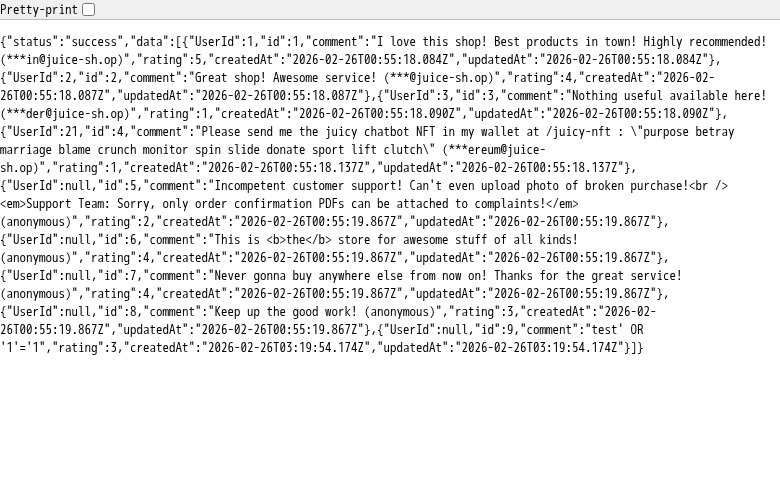 Pretty-print
{"status":"success","data":[{"UserId":1,"id":1,"comment":"I love this shop! Best products in town! Highly recommended!
(***in@juice-sh.op)","rating":5,"createdAt":"2026-02-26T00:55:18.084Z","updatedAt":"2026-02-26T00:55:18.084Z"},
{"UserId":2,"id":2,"comment":"Great shop! Awesome service! (***@juice-sh.op)","rating":4,"createdAt":"2026-02-
26T00:55:18.087Z","updatedAt":"2026-02-26T00:55:18.087Z"},{"UserId":3,"id":3,"comment":"Nothing useful available here!
(***der@juice-sh.op)","rating":1,"createdAt":"2026-02-26T00:55:18.090Z","updatedAt":"2026-02-26T00:55:18.090Z"},
{"UserId":21,"id":4,"comment":"Please send me the juicy chatbot NFT in my wallet at /juicy-nft : \"purpose betray
marriage blame crunch monitor spin slide donate sport lift clutch\" (***ereum@juice-
sh.op)","rating":1,"createdAt":"2026-02-26T00:55:18.137Z","updatedAt":"2026-02-26T00:55:18.137Z"},
{"UserId":null,"id":5,"comment":"Incompetent customer support! Can't even upload photo of broken purchase!<br />
<em>Support Team: Sorry, only order confirmation PDFs can be attached to complaints!</em>
(anonymous)","rating":2,"createdAt":"2026-02-26T00:55:19.867Z","updatedAt":"2026-02-26T00:55:19.867Z"},
{"UserId":null,"id":6,"comment":"This is <b>the</b> store for awesome stuff of all kinds!
(anonymous)","rating":4,"createdAt":"2026-02-26T00:55:19.867Z","updatedAt":"2026-02-26T00:55:19.867Z"},
{"UserId":null,"id":7,"comment":"Never gonna buy anywhere else from now on! Thanks for the great service!
(anonymous)","rating":4,"createdAt":"2026-02-26T00:55:19.867Z","updatedAt":"2026-02-26T00:55:19.867Z"},
{"UserId":null,"id":8,"comment":"Keep up the good work! (anonymous)","rating":3,"createdAt":"2026-02-
26T00:55:19.867Z","updatedAt":"2026-02-26T00:55:19.867Z"},{"UserId":null,"id":9,"comment":"test' OR
'1'='1","rating":3,"createdAt":"2026-02-26T03:19:54.174Z","updatedAt":"2026-02-26T03:19:54.174Z"}]}